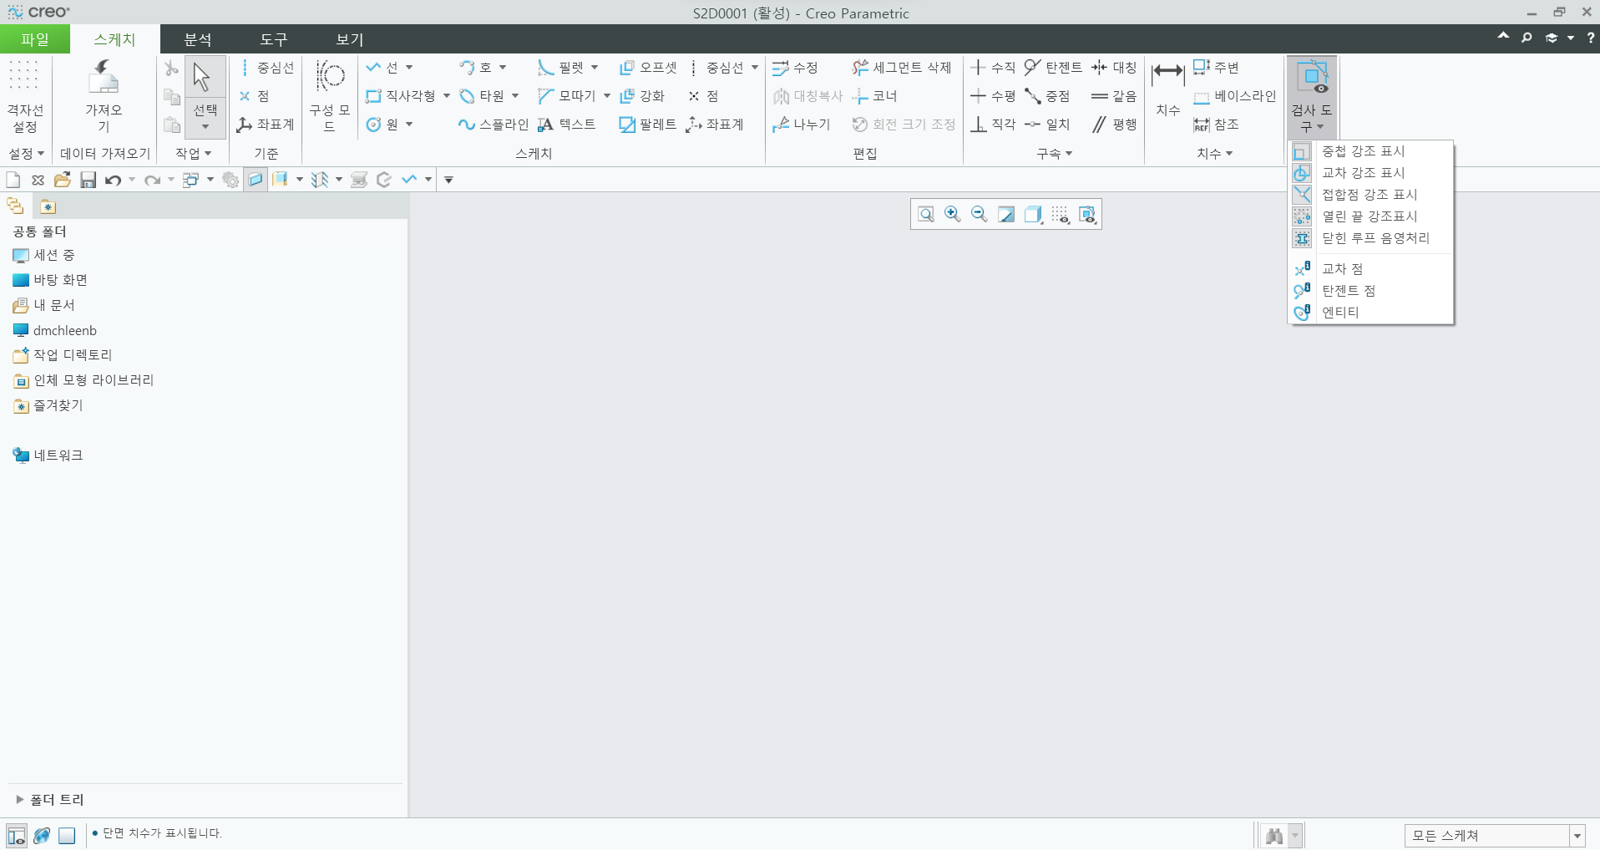 creo
S2D0001 (활성) - Creo Parametric
파일 스케치 분석 도구 보기
격자선 설정
설정
가져오기
데이터 가져오기
선택
작업
중심선
점
좌표계
기준
구성 모드
선 호 필렛 오프셋 중심선
직사각형 타원 모따기 강화 점
원 스플라인 텍스트 팔레트 좌표계
스케치
수정 세그먼트 삭제
대칭복사 코너
나누기 회전 크기 조정
편집
수직 탄젠트 대칭
수평 중점 같음
직각 일치 평행
구속
치수
주변
베이스라인
REF 참조
치수
검사 도구
중첩 강조 표시
교차 강조 표시
접합점 강조 표시
열린 끝 강조표시
닫힌 루프 음영처리
교차 점
탄젠트 점
엔티티
공통 폴더
세션 중
바탕 화면
내 문서
dmchleenb
작업 디렉토리
인체 모형 라이브러리
즐겨찾기
네트워크
폴더 트리
• 단면 치수가 표시됩니다.
모든 스케쳐